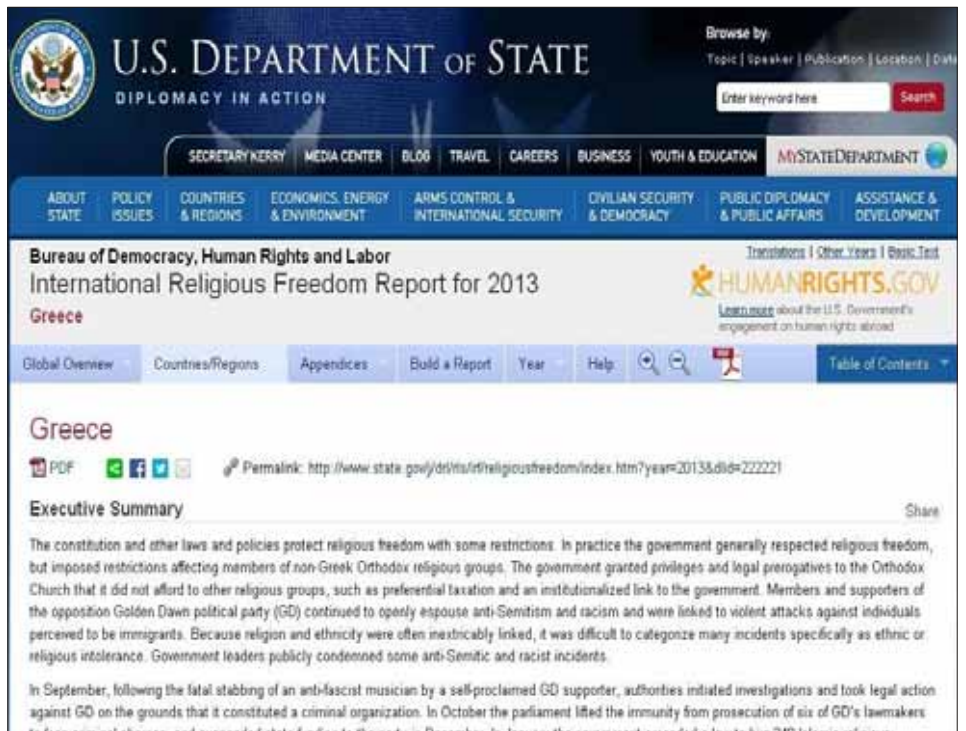 U.S. DEPARTMENT OF STATE
DIPLOMACY IN ACTION
Browse by:
Topic | Speaker | Publication | Location | Date
Enter keyword here
Search
SECRETARY KERRY
MEDIA CENTER
BLOG
TRAVEL
CAREERS
BUSINESS
YOUTH & EDUCATION
MYSTATEDEPARTMENT
ABOUT STATE
POLICY ISSUES
COUNTRIES & REGIONS
ECONOMICS, ENERGY & ENVIRONMENT
ARMS CONTROL & INTERNATIONAL SECURITY
CIVILIAN SECURITY & DEMOCRACY
PUBLIC DIPLOMACY & PUBLIC AFFAIRS
ASSISTANCE & DEVELOPMENT
Bureau of Democracy, Human Rights and Labor
International Religious Freedom Report for 2013
Greece
Translations | Other Years | Basic Text
HUMANRIGHTS.GOV
Learn more about the U.S. Government's
engagement on human rights abroad
Global Overview
Countries/Regions
Appendices
Build a Report
Year
Help
Table of Contents
Greece
PDF
Permalink: http://www.state.gov/j/drl/rls/irf/religiousfreedom/index.htm?year=2013&dlid=222221
Executive Summary
Share
The constitution and other laws and policies protect religious freedom with some restrictions. In practice the government generally respected religious freedom,
but imposed restrictions affecting members of non-Greek Orthodox religious groups. The government granted privileges and legal prerogatives to the Orthodox
Church that it did not afford to other religious groups, such as preferential taxation and an institutionalized link to the government. Members and supporters of
the opposition Golden Dawn political party (GD) continued to openly espouse anti-Semitism and racism and were linked to violent attacks against individuals
perceived to be immigrants. Because religion and ethnicity were often inextricably linked, it was difficult to categorize many incidents specifically as ethnic or
religious intolerance. Government leaders publicly condemned some anti-Semitic and racist incidents.
In September, following the fatal stabbing of an anti-fascist musician by a self-proclaimed GD supporter, authorities initiated investigations and took legal action
against GD on the grounds that it constituted a criminal organization. In October the parliament lifted the immunity from prosecution of six of GD's lawmakers